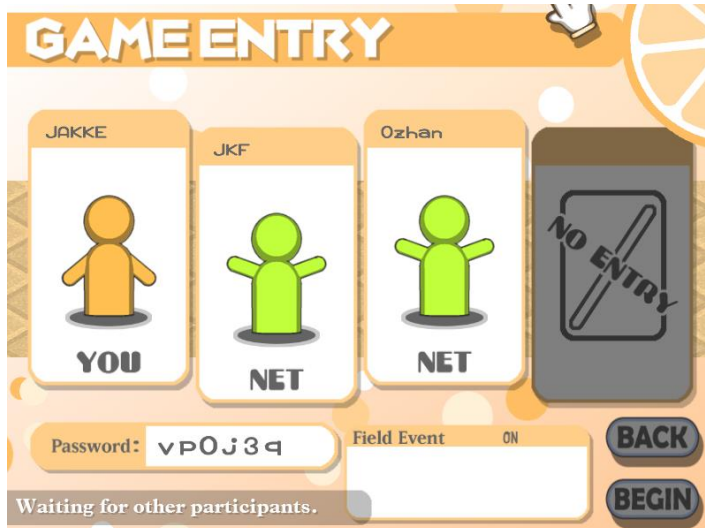 GAME ENTRY
JAKKE
JKF
Ozhan
YOU
NET
NET
NO ENTRY
Password: vp0j3q
Field Event ON
BACK
BEGIN
Waiting for other participants.